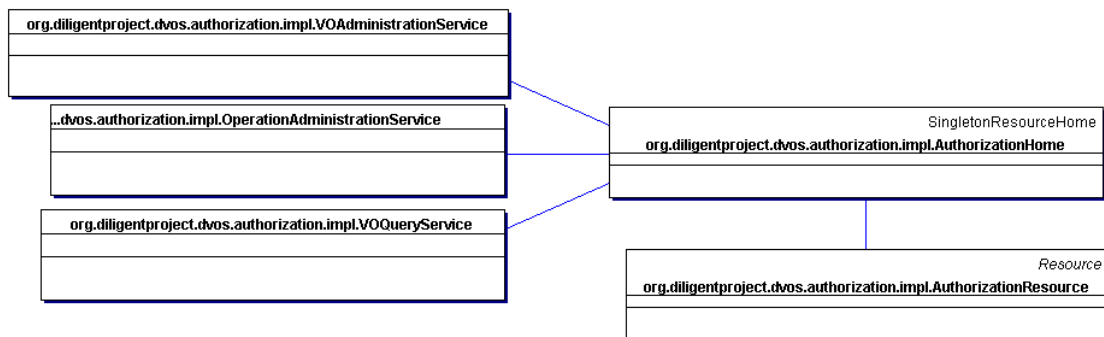 org.diligentproject.dvos.authorization.impl.VOAdministrationService
...dvos.authorization.impl.OperationAdministrationService
org.diligentproject.dvos.authorization.impl.VOQueryService
SingletonResourceHome
org.diligentproject.dvos.authorization.impl.AuthorizationHome
Resource
org.diligentproject.dvos.authorization.impl.AuthorizationResource